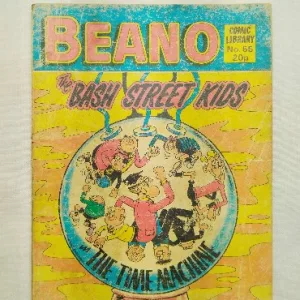 BEANO
COMIC
LIBRARY
No. 66
20p
The
BASH STREET KIDS
THE TIME MACHINE